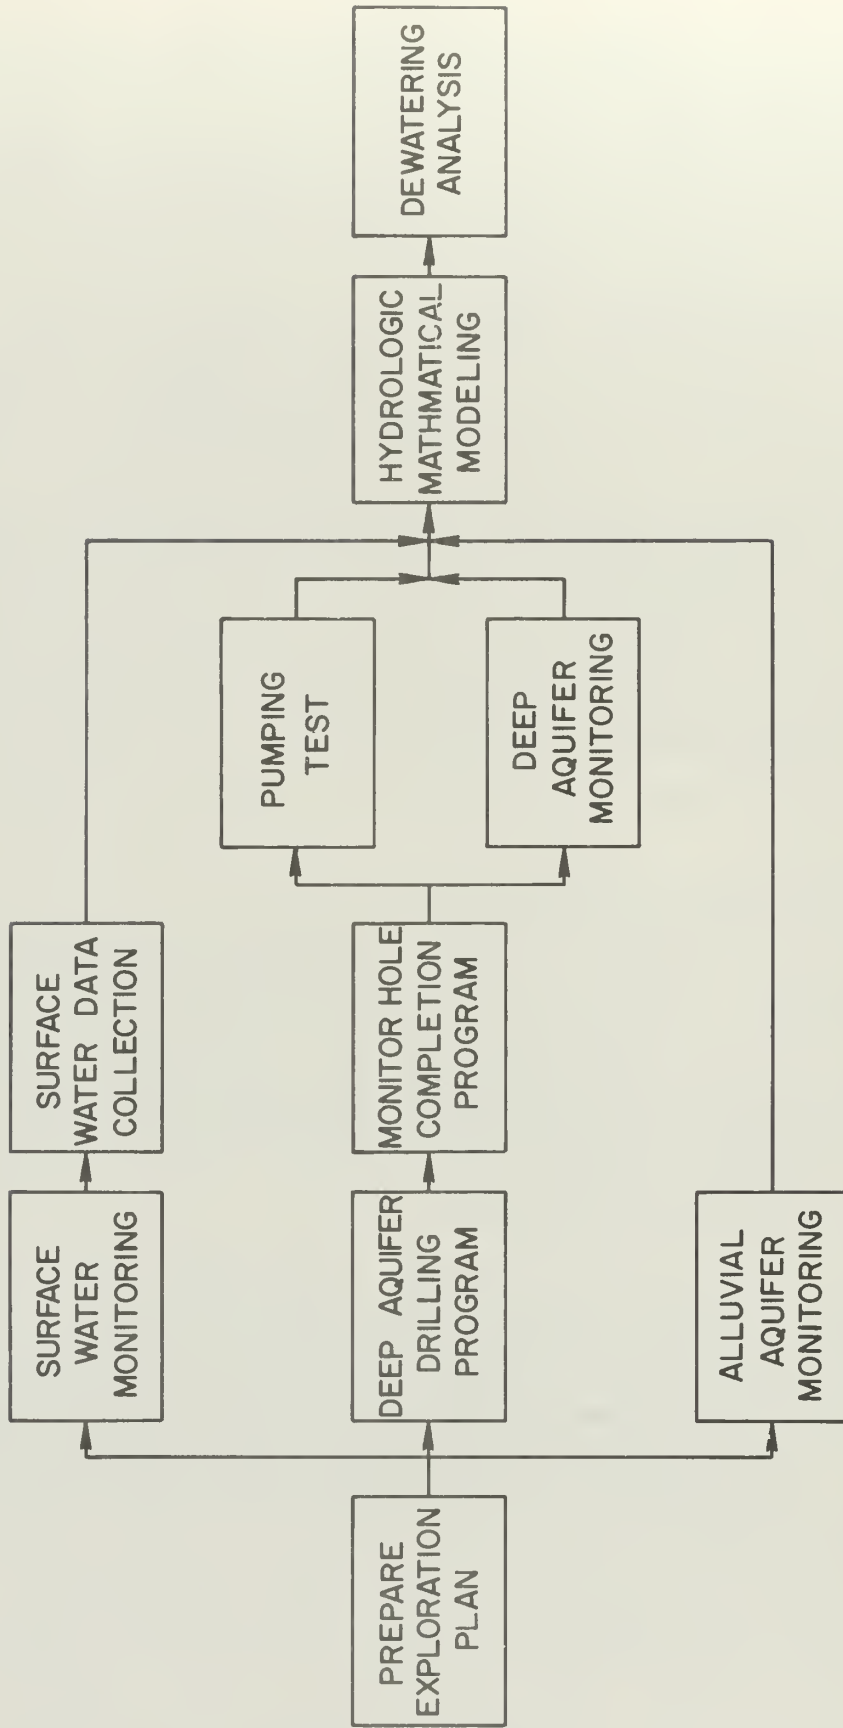 PREPARE
EXPLORATION
PLAN
SURFACE
WATER
MONITORING
SURFACE
WATER DATA
COLLECTION
DEEP AQUIFER
DRILLING
PROGRAM
MONITOR HOLE
COMPLETION
PROGRAM
PUMPING
TEST
DEEP
AQUIFER
MONITORING
ALLUVIAL
AQUIFER
MONITORING
HYDROLOGIC
MATHMATICAL
MODELING
DEWATERING
ANALYSIS